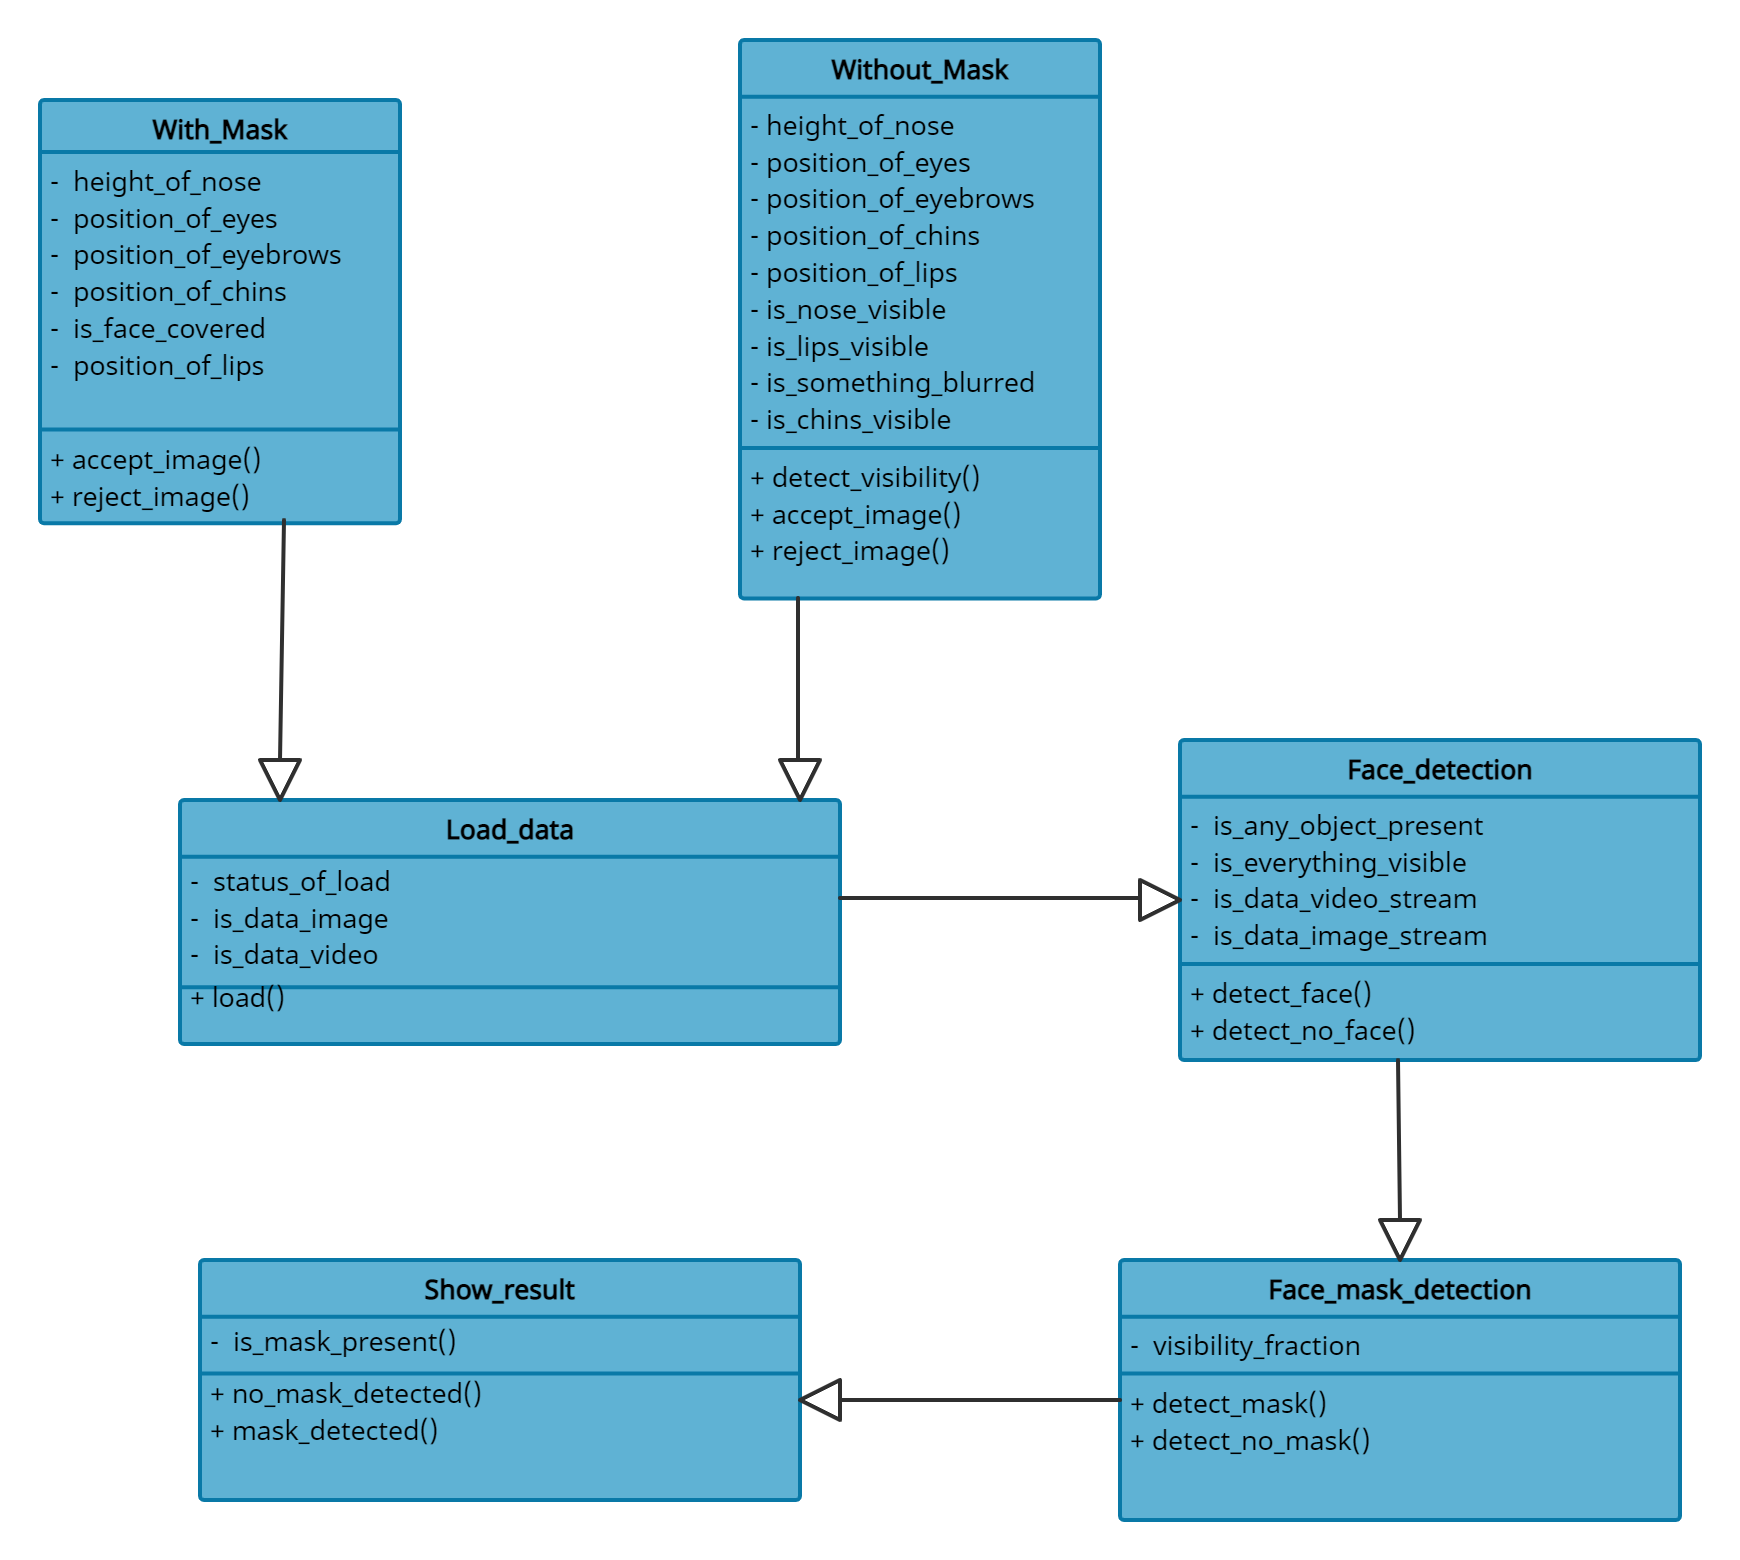 With_Mask
- height_of_nose
- position_of_eyes
- position_of_eyebrows
- position_of_chins
- is_face_covered
- position_of_lips
+ accept_image()
+ reject_image()
Without_Mask
- height_of_nose
- position_of_eyes
- position_of_eyebrows
- position_of_chins
- position_of_lips
- is_nose_visible
- is_lips_visible
- is_something_blurred
- is_chins_visible
+ detect_visibility()
+ accept_image()
+ reject_image()
Load_data
- status_of_load
- is_data_image
- is_data_video
+ load()
Face_detection
- is_any_object_present
- is_everything_visible
- is_data_video_stream
- is_data_image_stream
+ detect_face()
+ detect_no_face()
Show_result
- is_mask_present()
+ no_mask_detected()
+ mask_detected()
Face_mask_detection
- visibility_fraction
+ detect_mask()
+ detect_no_mask()